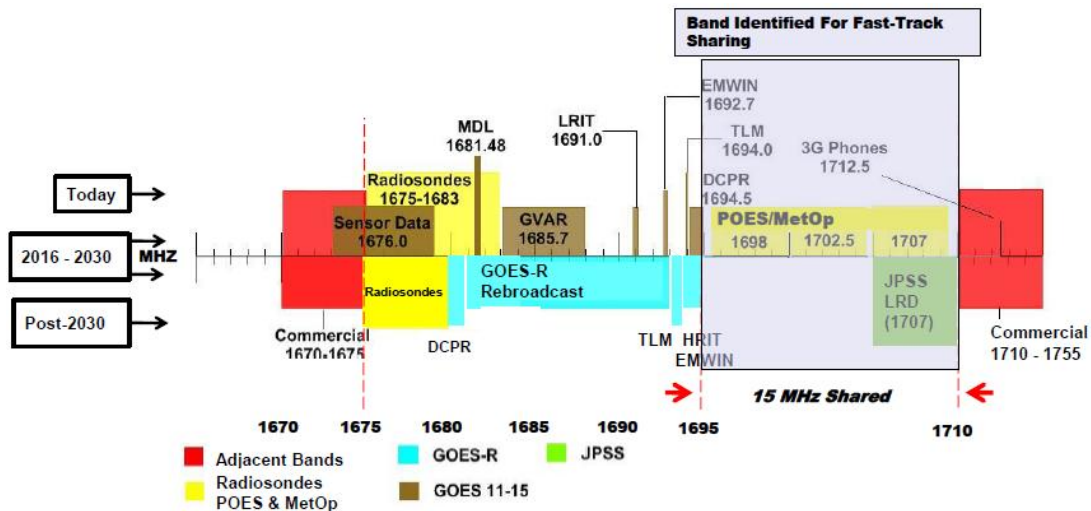 Band Identified For Fast-Track
Sharing
EMWIN
1692.7
LRIT
1691.0
MDL
1681.48
TLM
1694.0
3G Phones
1712.5
Today
Radiosondes
1675-1683
DCPR
1694.5
Sensor Data
1676.0
GVAR
1685.7
POES/MetOp
1698
1702.5
1707
2016 - 2030
MHZ
GOES-R
Rebroadcast
Radiosondes
JPSS
LRD
(1707)
Post-2030
Commercial
1670-1675
DCPR
TLM
HRIT
EMWIN
Commercial
1710 - 1755
15 MHz Shared
1670
1675
1680
1685
1690
1695
1710
Adjacent Bands
GOES-R
JPSS
Radiosondes
POES & MetOp
GOES 11-15